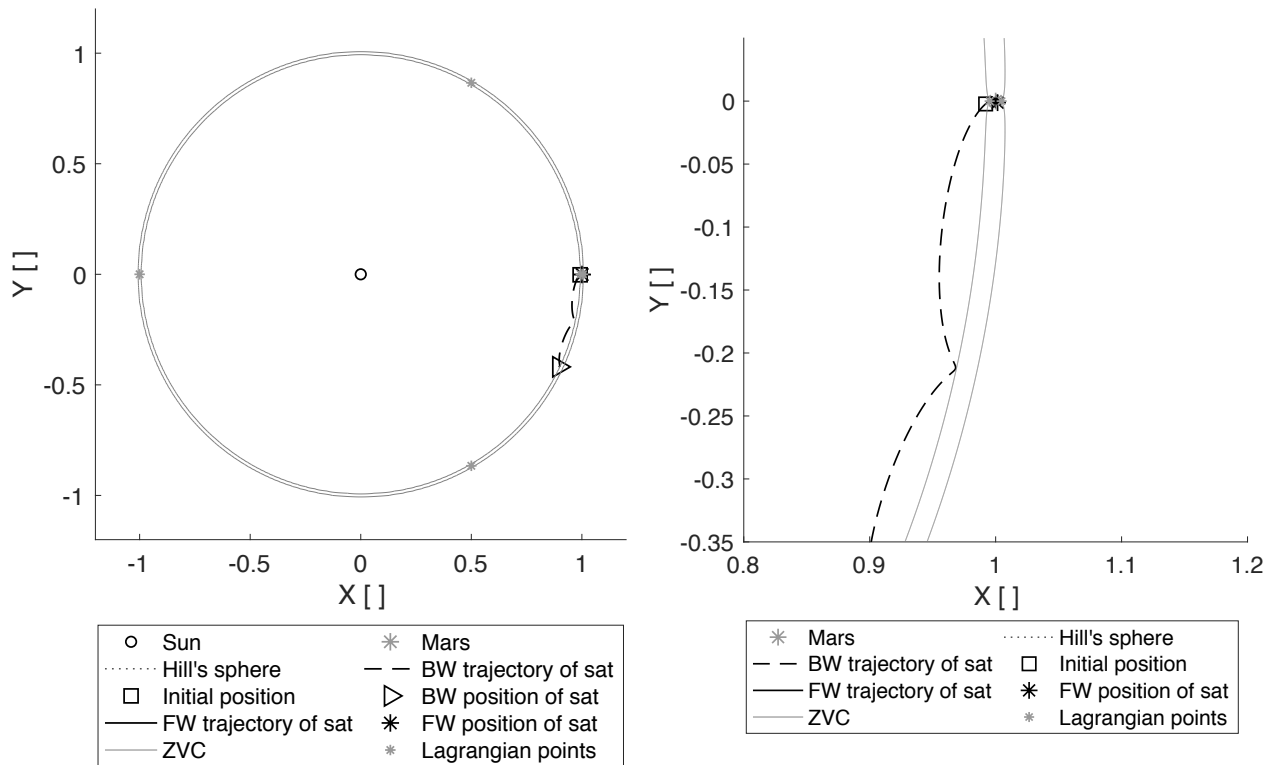 1
0.5
0
-0.5
-1
Y [ ]
-1
-0.5
0
0.5
1
X [ ]
Sun
Mars
Hill's sphere
BW trajectory of sat
Initial position
BW position of sat
FW trajectory of sat
FW position of sat
ZVC
Lagrangian points
0
-0.05
-0.1
-0.15
-0.2
-0.25
-0.3
-0.35
Y [ ]
0.8
0.9
1
1.1
1.2
X [ ]
Mars
Hill's sphere
BW trajectory of sat
Initial position
FW trajectory of sat
FW position of sat
ZVC
Lagrangian points